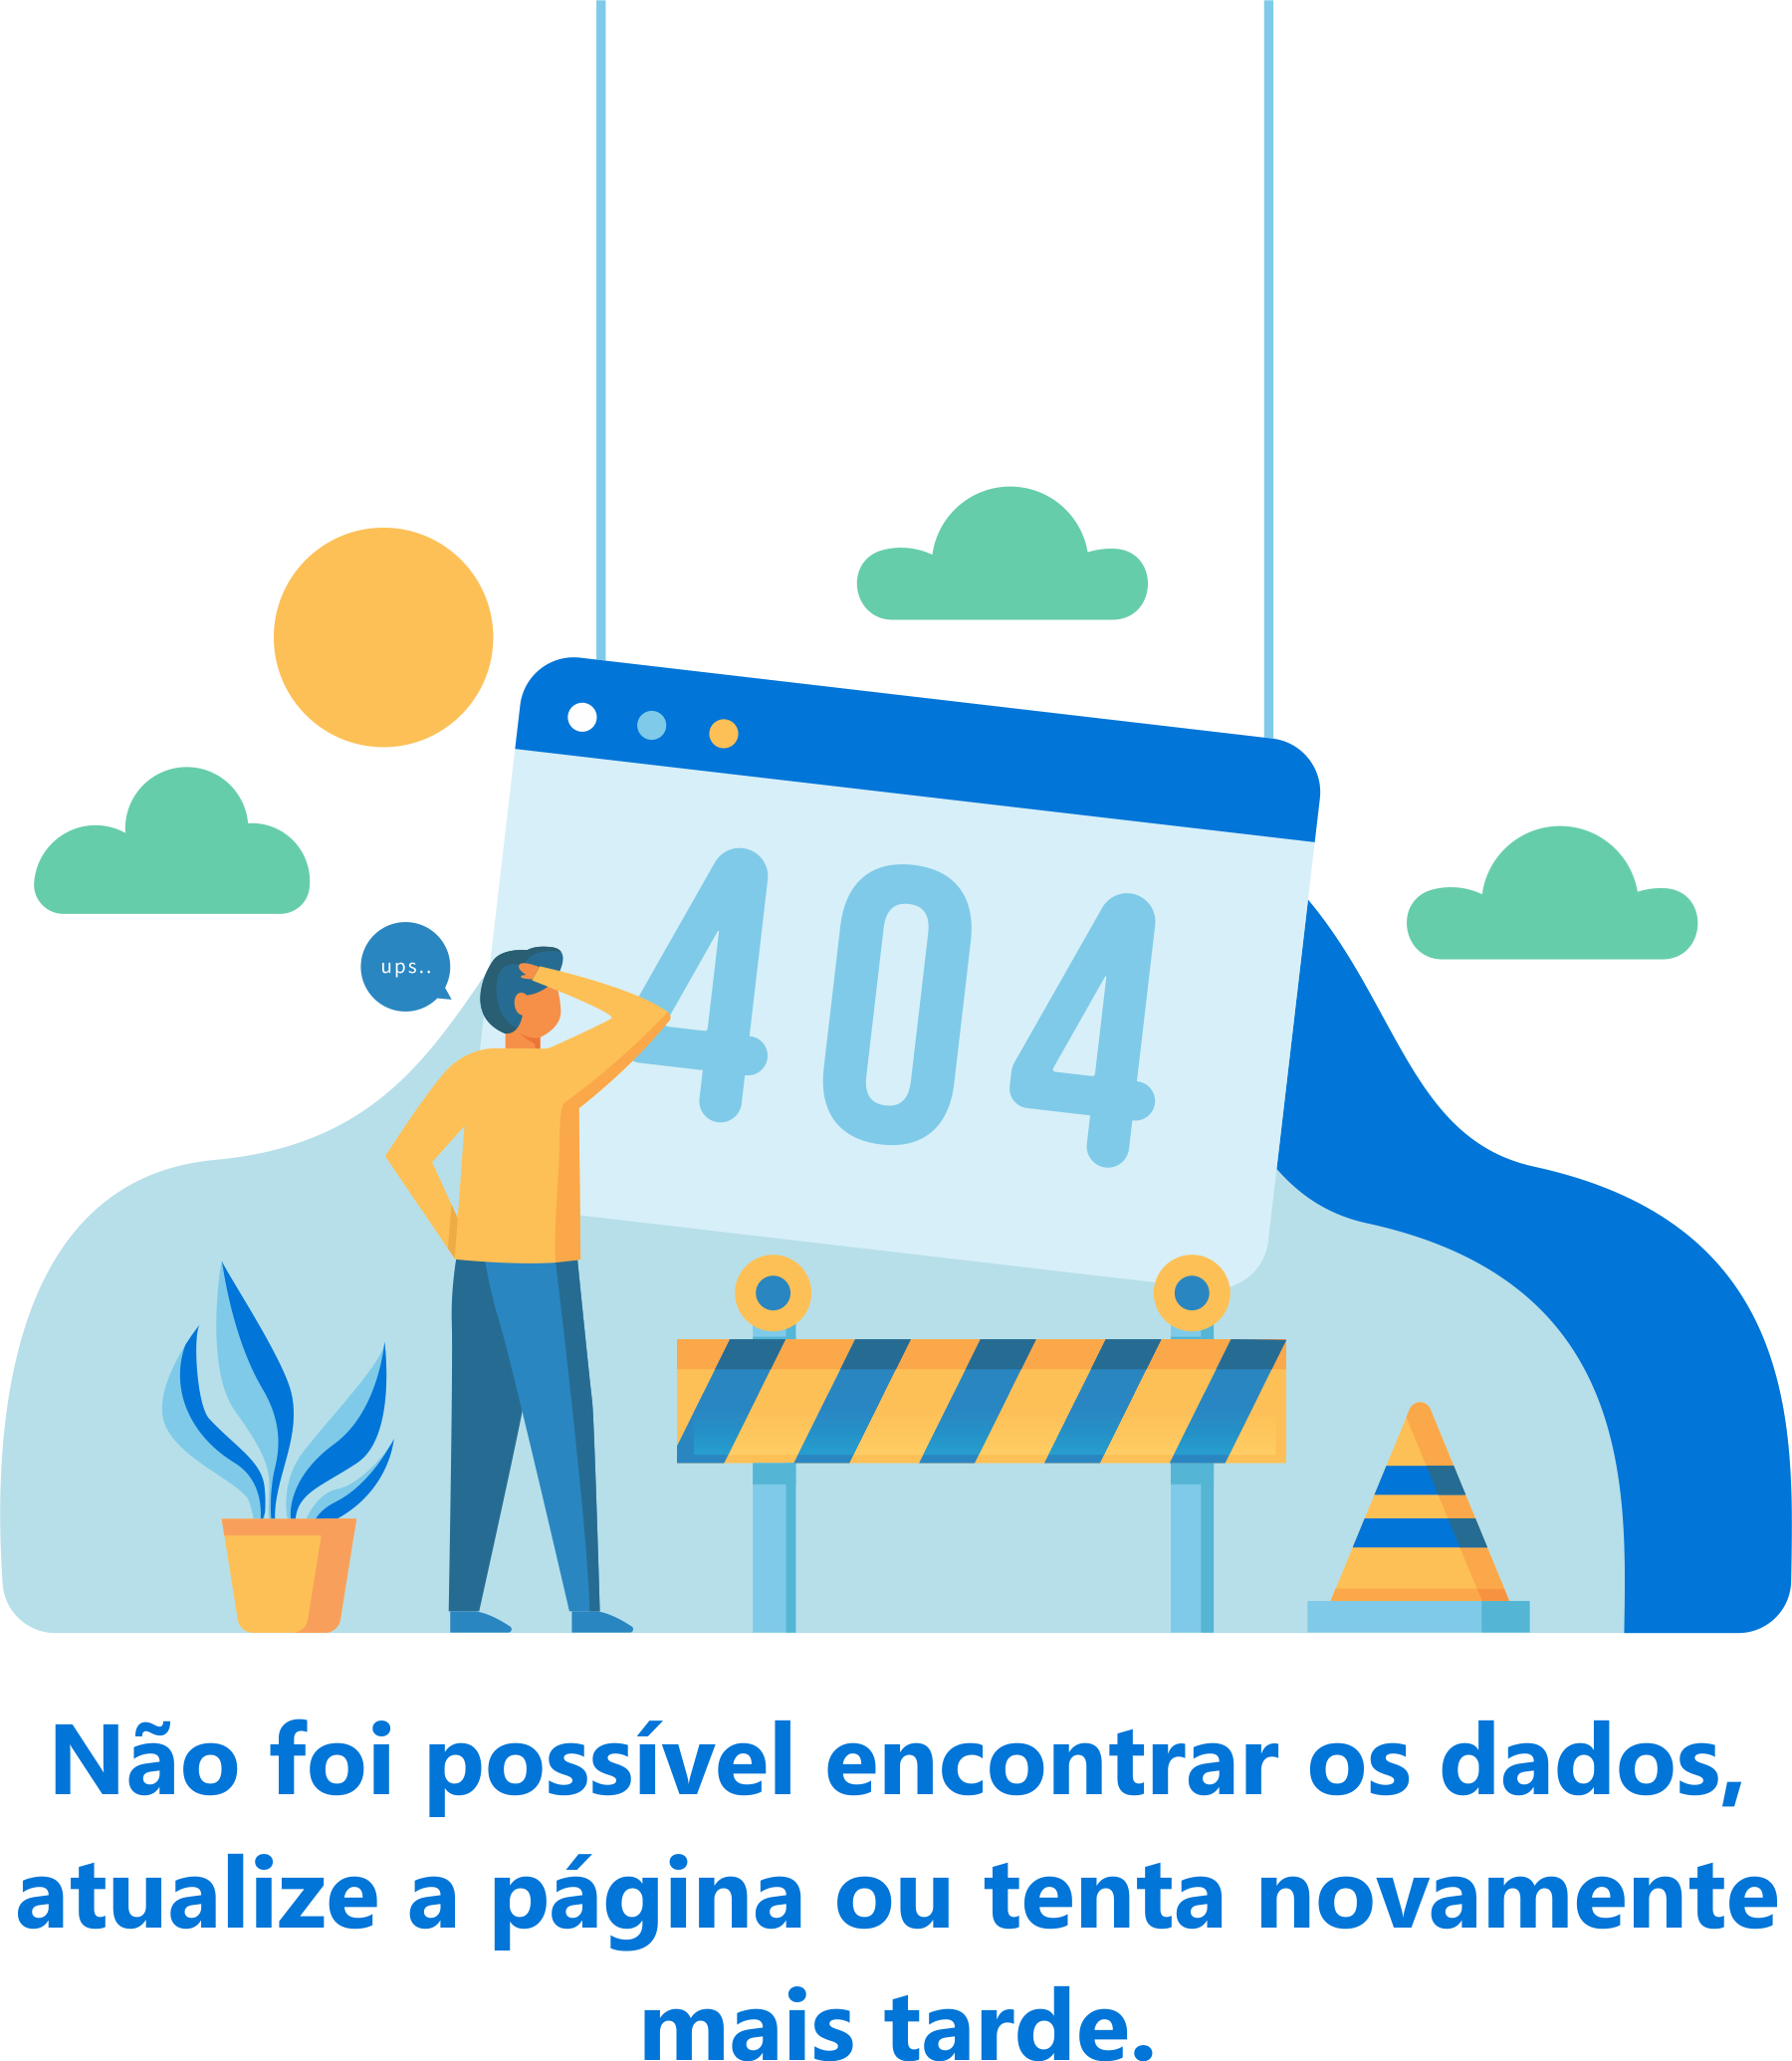 404
ups..
Não foi possível encontrar os dados,
atualize a página ou tenta novamente
mais tarde.